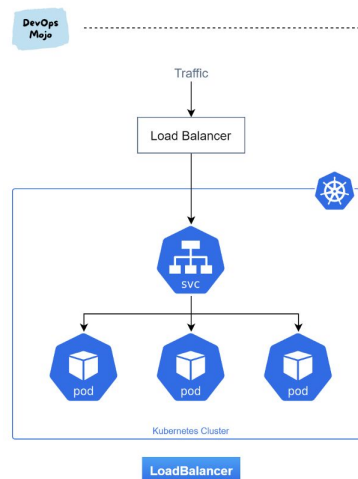 DevOps
Mojo
Traffic
Load Balancer
svc
pod
pod
pod
Kubernetes Cluster
LoadBalancer